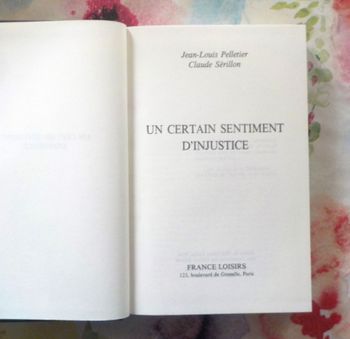 Jean-Louis Pelletier
Claude Sérillon
UN CERTAIN SENTIMENT
D'INJUSTICE
FRANCE LOISIRS
123, boulevard de Grenelle, Paris